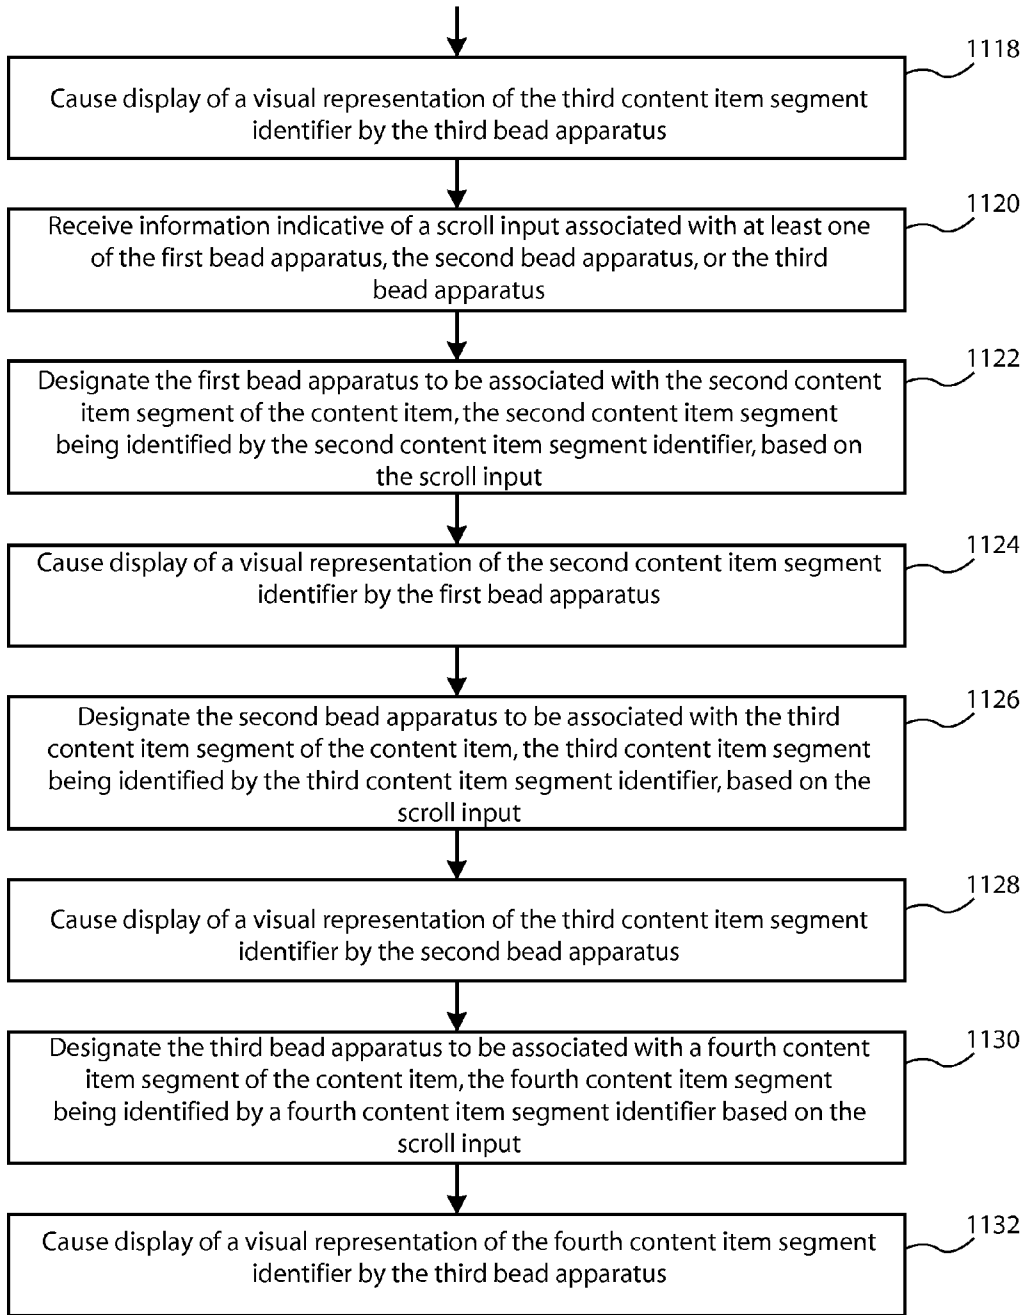 1118
Cause display of a visual representation of the third content item segment
identifier by the third bead apparatus
1120
Receive information indicative of a scroll input associated with at least one
of the first bead apparatus, the second bead apparatus, or the third
bead apparatus
1122
Designate the first bead apparatus to be associated with the second content
item segment of the content item, the second content item segment
being identified by the second content item segment identifier, based on
the scroll input
1124
Cause display of a visual representation of the second content item segment
identifier by the first bead apparatus
1126
Designate the second bead apparatus to be associated with the third
content item segment of the content item, the third content item segment
being identified by the third content item segment identifier, based on the
scroll input
1128
Cause display of a visual representation of the third content item segment
identifier by the second bead apparatus
1130
Designate the third bead apparatus to be associated with a fourth content
item segment of the content item, the fourth content item segment
being identified by a fourth content item segment identifier based on the
scroll input
1132
Cause display of a visual representation of the fourth content item segment
identifier by the third bead apparatus